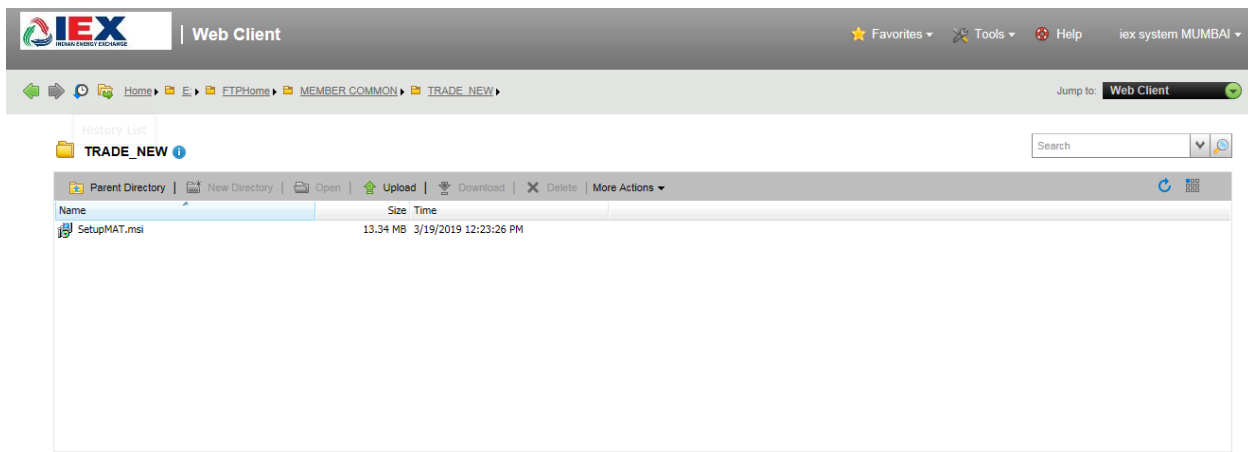 IEX
INDIAN ENERGY EXCHANGE
Web Client
Favorites Tools Help iex system MUMBAI
Home E: FTPHome MEMBER COMMON TRADE_NEW
Jump to: Web Client
History List
TRADE_NEW
Search
Parent Directory | New Directory | Open | Upload | Download | Delete | More Actions
Name Size Time
SetupMAT.msi 13.34 MB 3/19/2019 12:23:26 PM